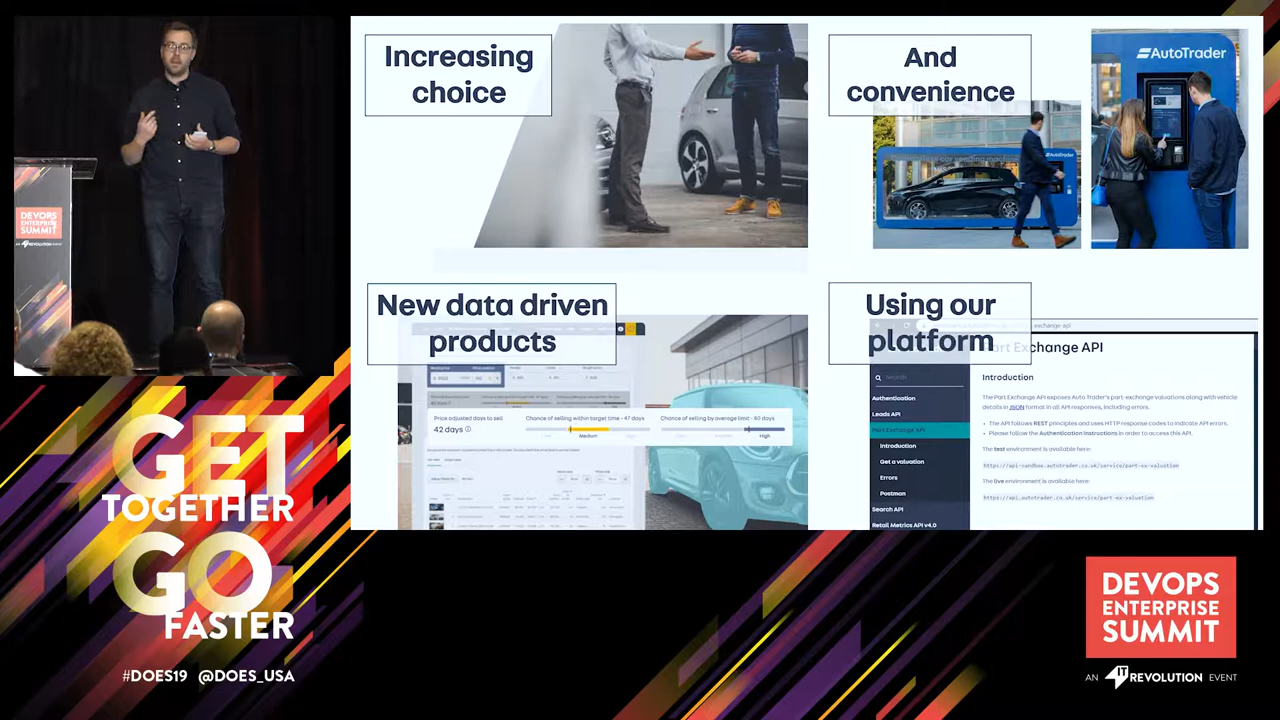 DEVOPS
ENTERPRISE
SUMMIT
AN IT REVOLUTION EVENT
Increasing
choice
And
convenience
AutoTrader
AutoTrader
New data driven
products
Price adjusted days to sell
42 days
Chance of selling within target time - 47 days
Medium
Chance of selling by average limit - 60 days
High
Using our
platform
exchange-api
Part Exchange API
Search
Authentication
Leads API
Part Exchange API
Introduction
Get a valuation
Errors
Postman
Search API
Retail Metrics API v4.0
Introduction
The Part Exchange API exposes Auto Trader's part-exchange valuations along with vehicle
details in JSON format in all API responses, including errors.
• The API follows REST principles and uses HTTP response codes to indicate API errors.
• Please follow the Authentication Instructions in order to access this API.
The test environment is available here:
https://api-sandbox.autotrader.co.uk/service/part-ex-valuation
The live environment is available here:
https://api.autotrader.co.uk/service/part-ex-valuation
GET
TOGETHER
GO
FASTER
#DOES19 @DOES_USA
DEVOPS
ENTERPRISE
SUMMIT
AN IT REVOLUTION EVENT